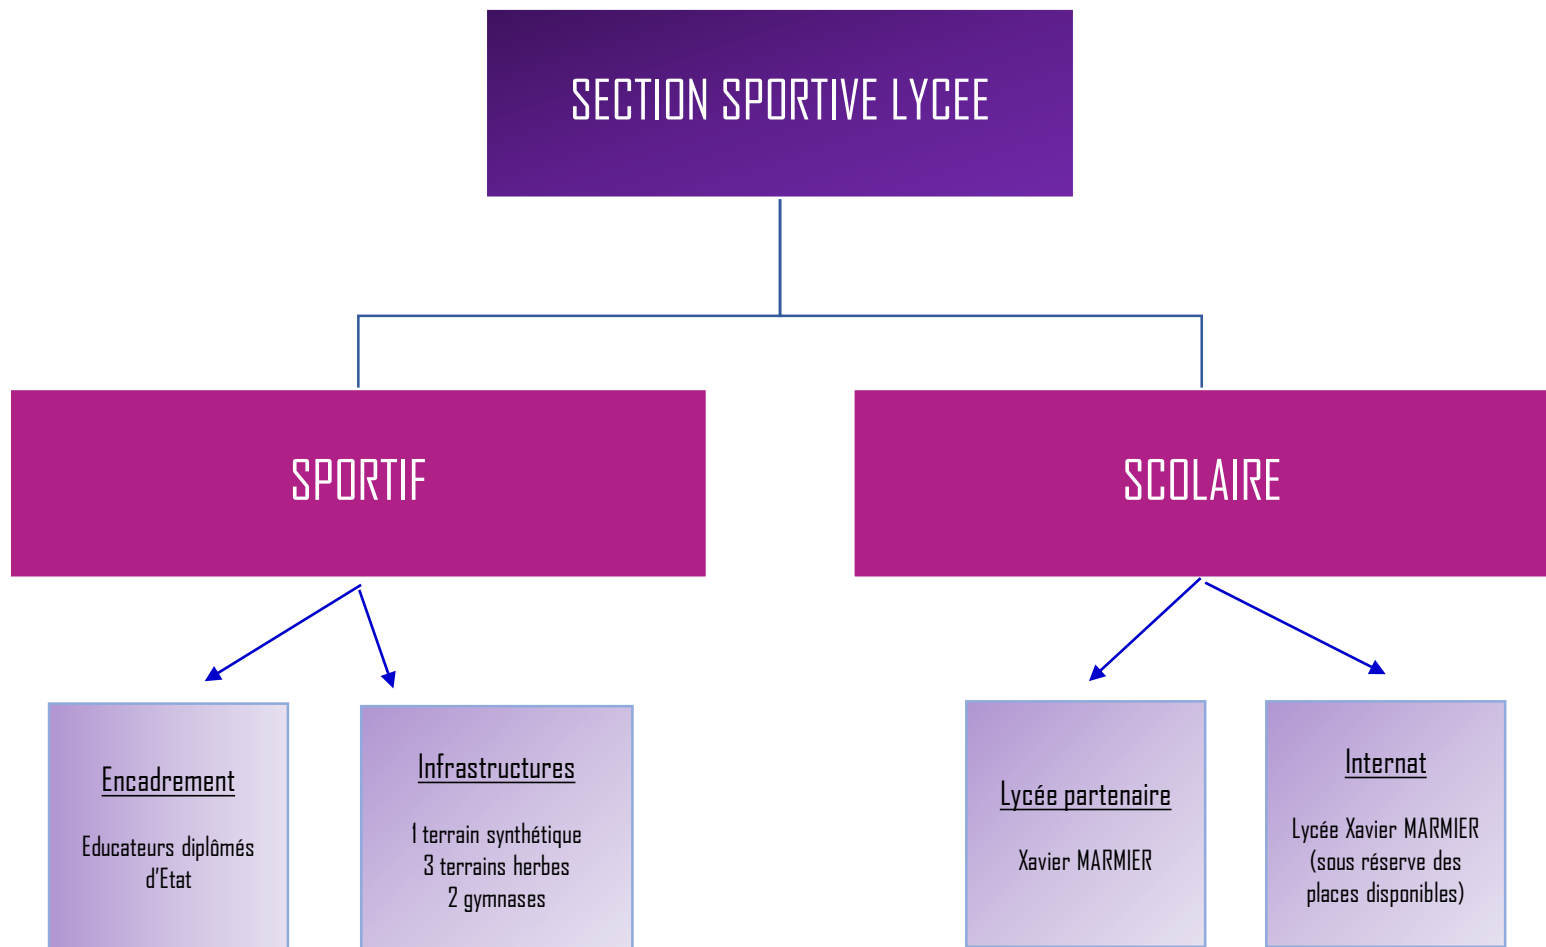 SECTION SPORTIVE LYCEE
SPORTIF
SCOLAIRE
Encadrement
Educateurs diplômés
d'Etat
Infrastructures
1 terrain synthétique
3 terrains herbes
2 gymnases
Lycée partenaire
Xavier MARMIER
Internat
Lycée Xavier MARMIER
(sous réserve des
places disponibles)